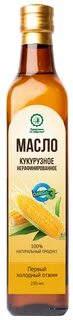 МАСЛО
КУКУРУЗНОЕ
НЕРАФИНИРОВАННОЕ
100%
НАТУРАЛЬНЫЙ ПРОДУКТ
Первый
холодный отжим
250 мл.